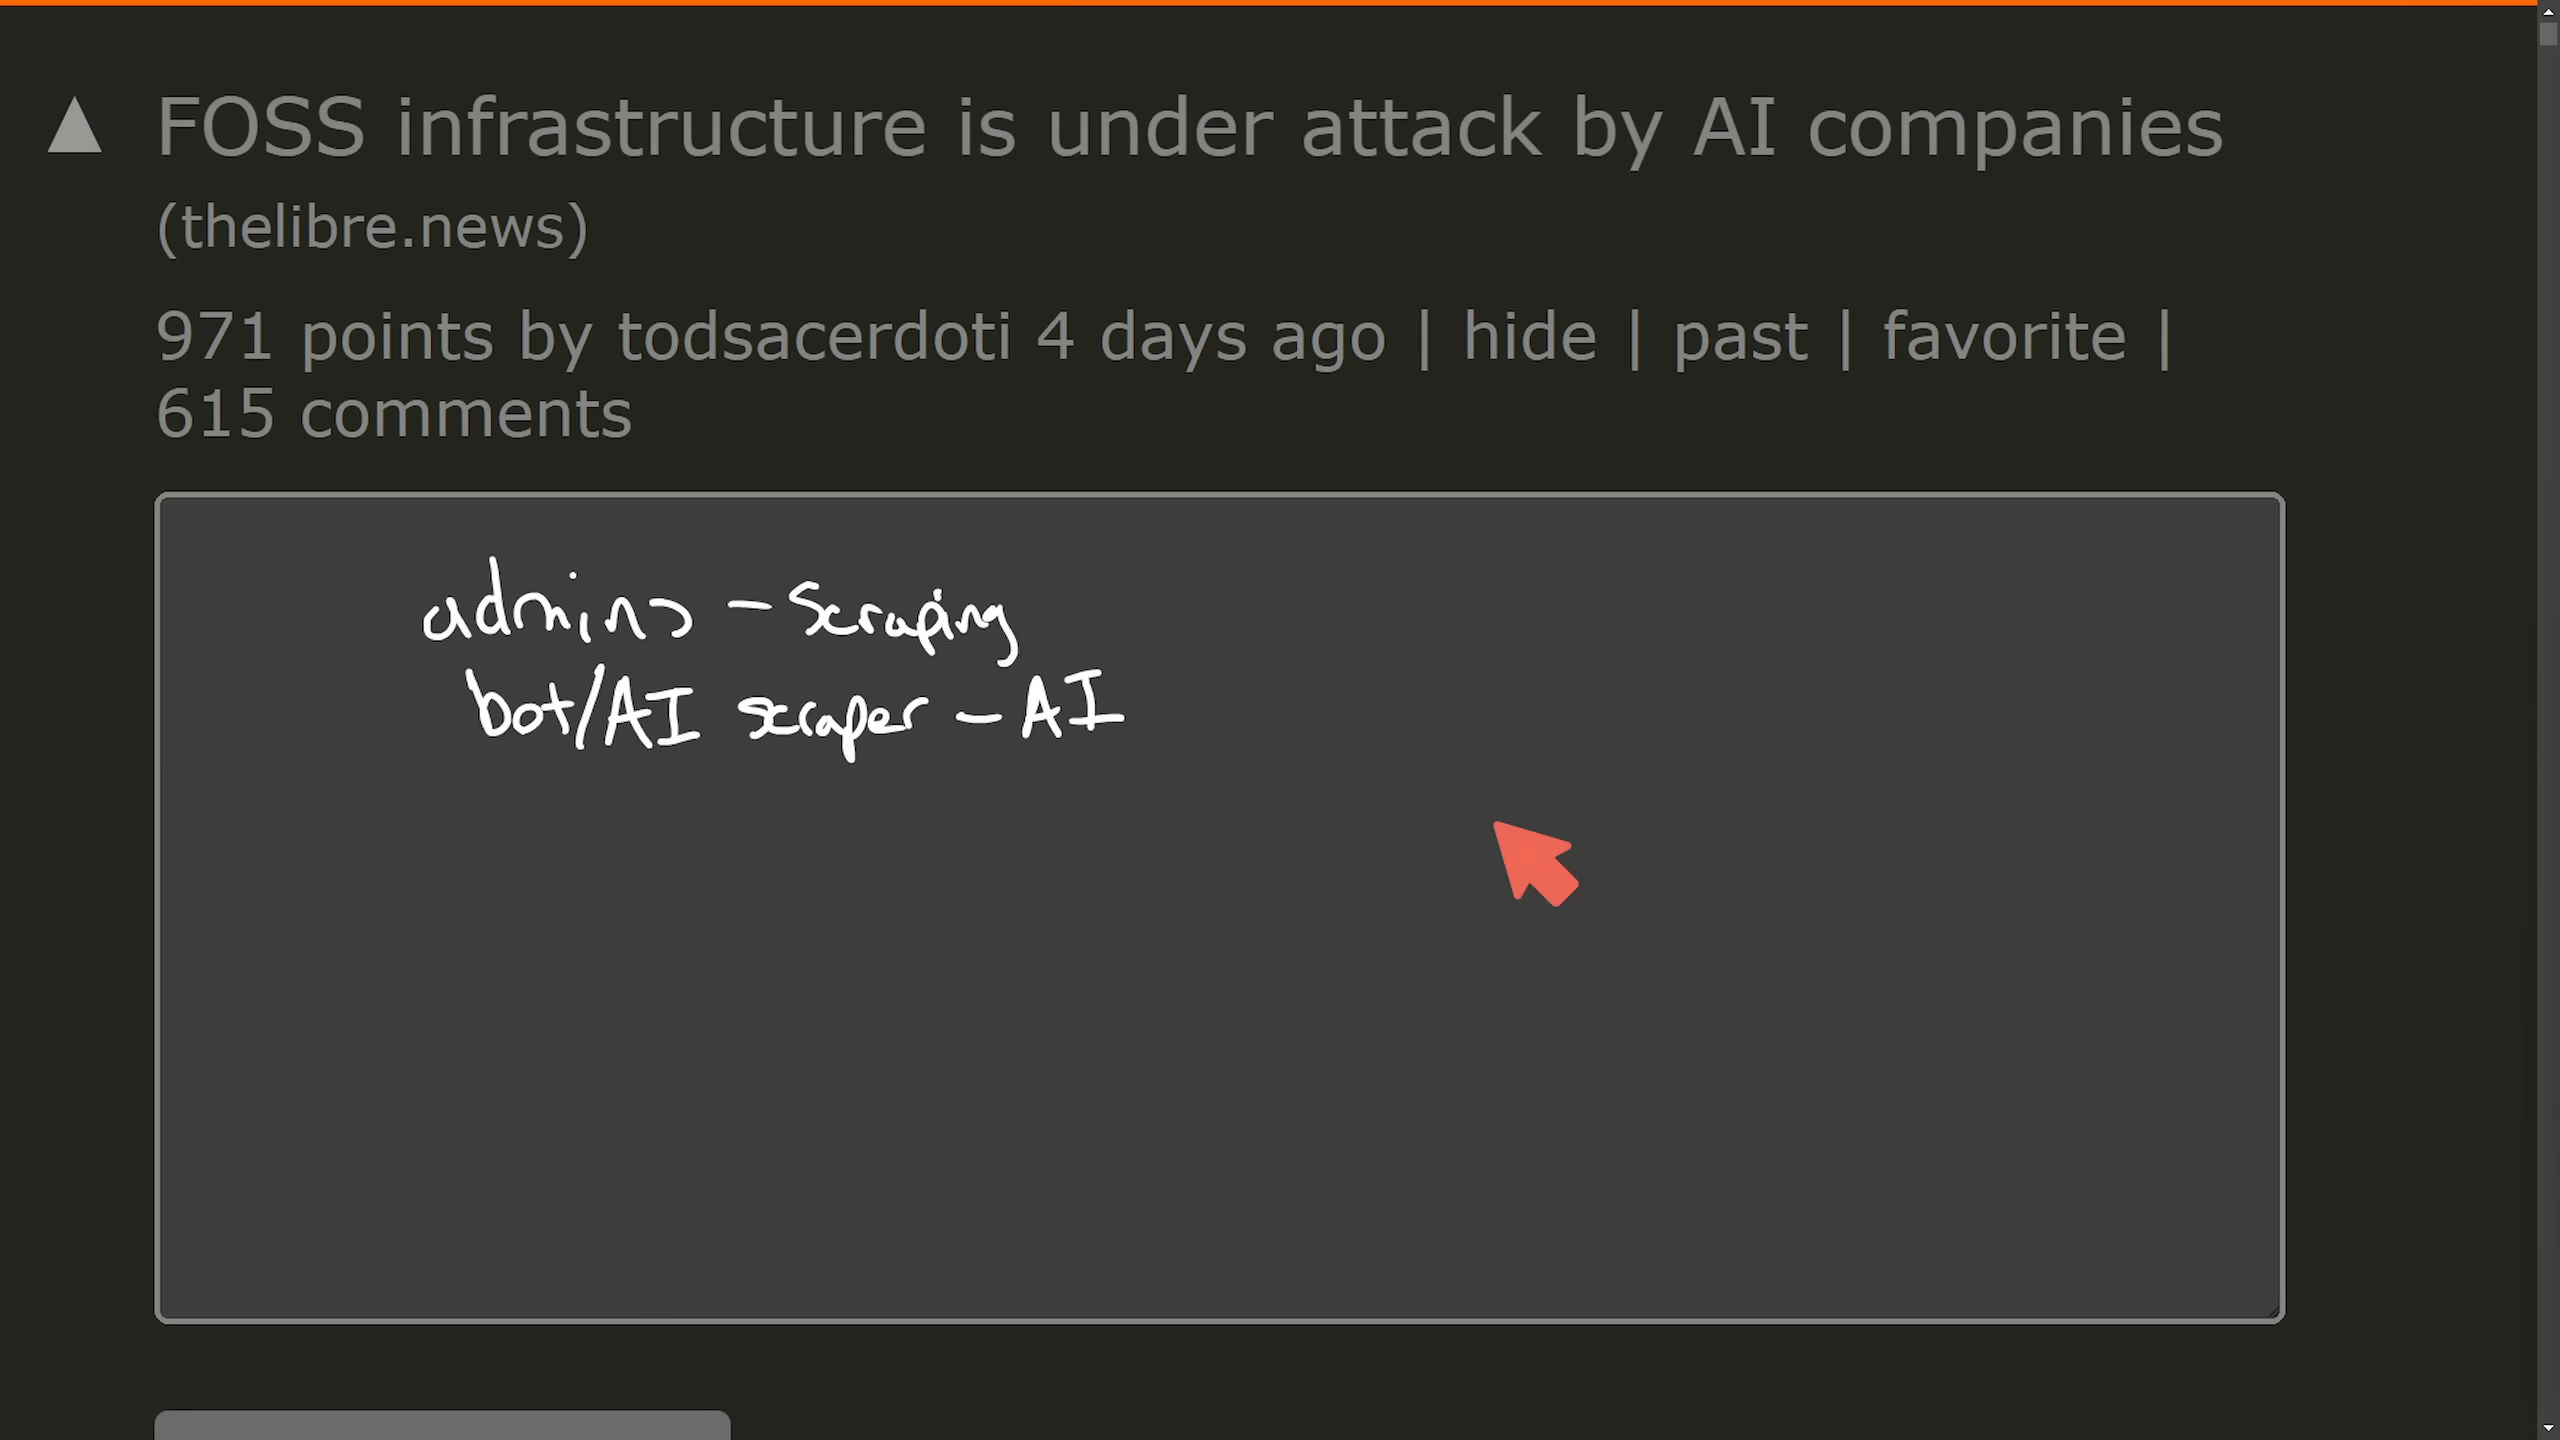 ▲ FOSS infrastructure is under attack by AI companies
(thelibre.news)
971 points by todsacerdoti 4 days ago | hide | past | favorite |
615 comments
admins - Scraping
bot/AI scraper - AI